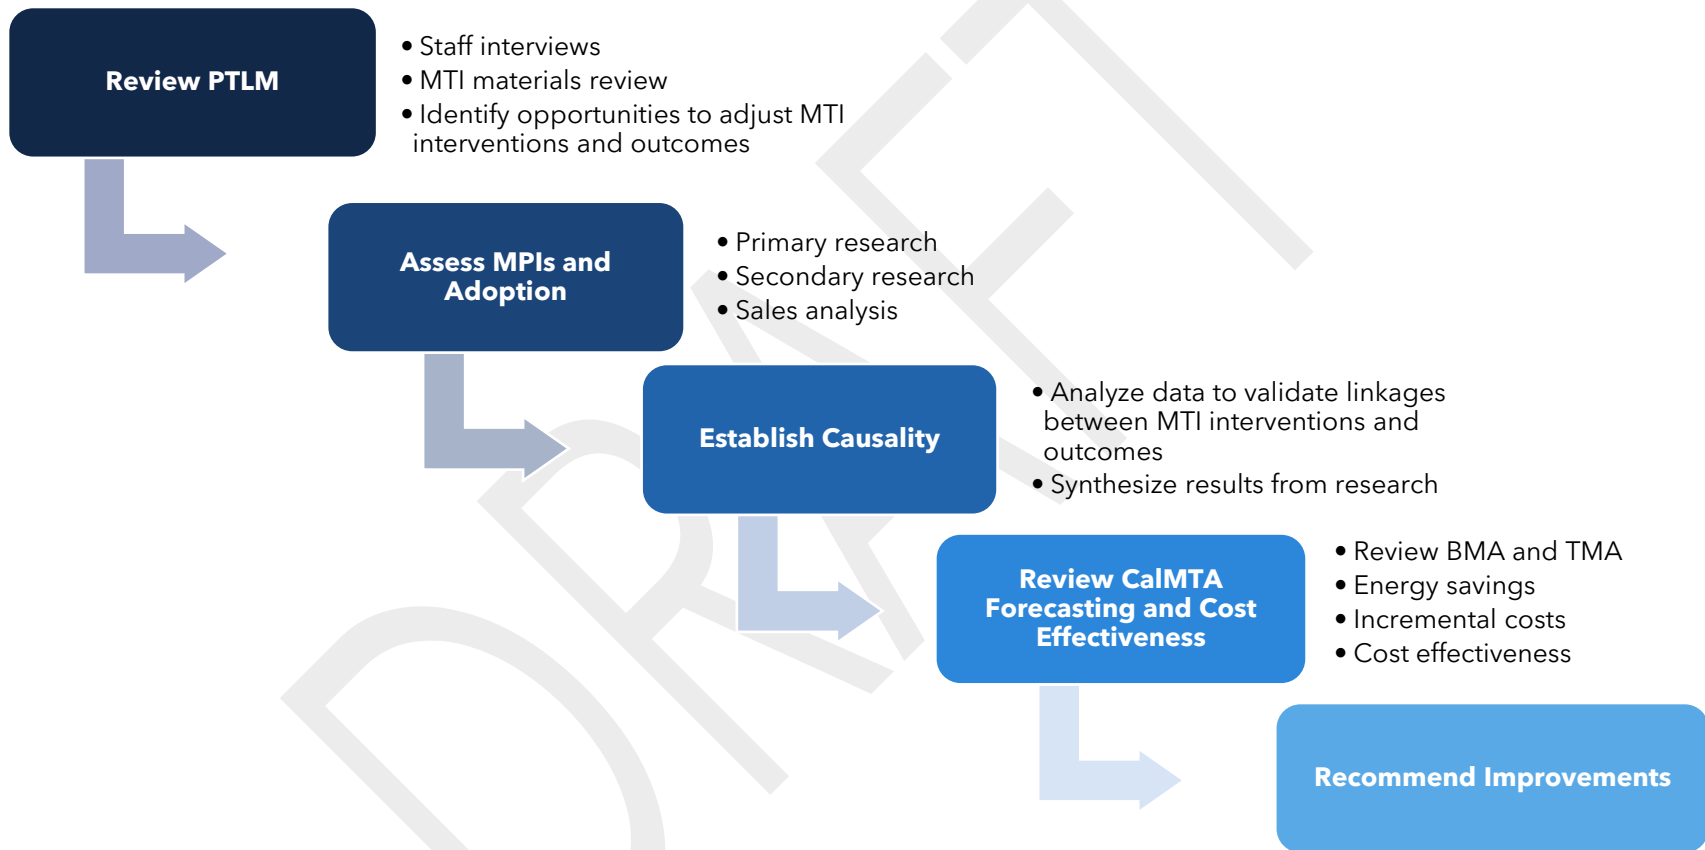 Review PTLM
• Staff interviews
• MTI materials review
• Identify opportunities to adjust MTI
interventions and outcomes
Assess MPIs and
Adoption
• Primary research
• Secondary research
• Sales analysis
Establish Causality
• Analyze data to validate linkages
between MTI interventions and
outcomes
• Synthesize results from research
Review CalMTA
Forecasting and Cost
Effectiveness
• Review BMA and TMA
• Energy savings
• Incremental costs
• Cost effectiveness
Recommend Improvements
DRAFT